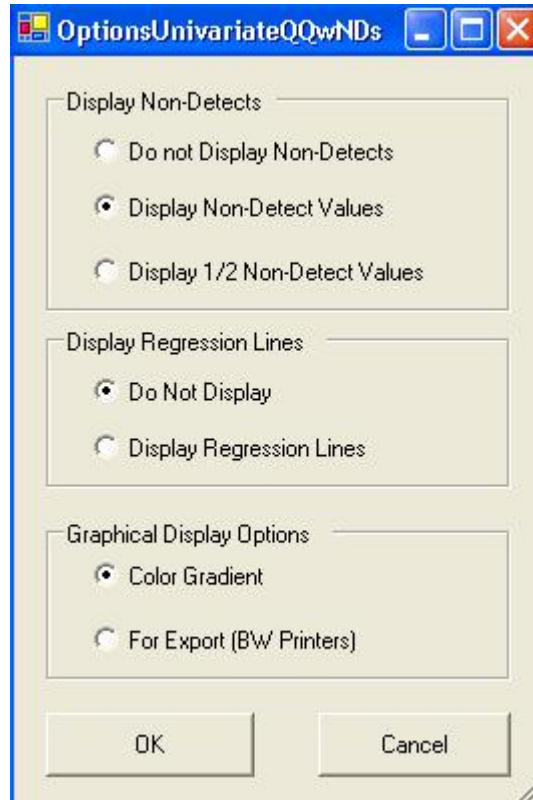 OptionsUnivariateQQwNDs
Display Non-Detects
Do not Display Non-Detects
Display Non-Detect Values
Display 1/2 Non-Detect Values
Display Regression Lines
Do Not Display
Display Regression Lines
Graphical Display Options
Color Gradient
For Export (BW Printers)
OK
Cancel